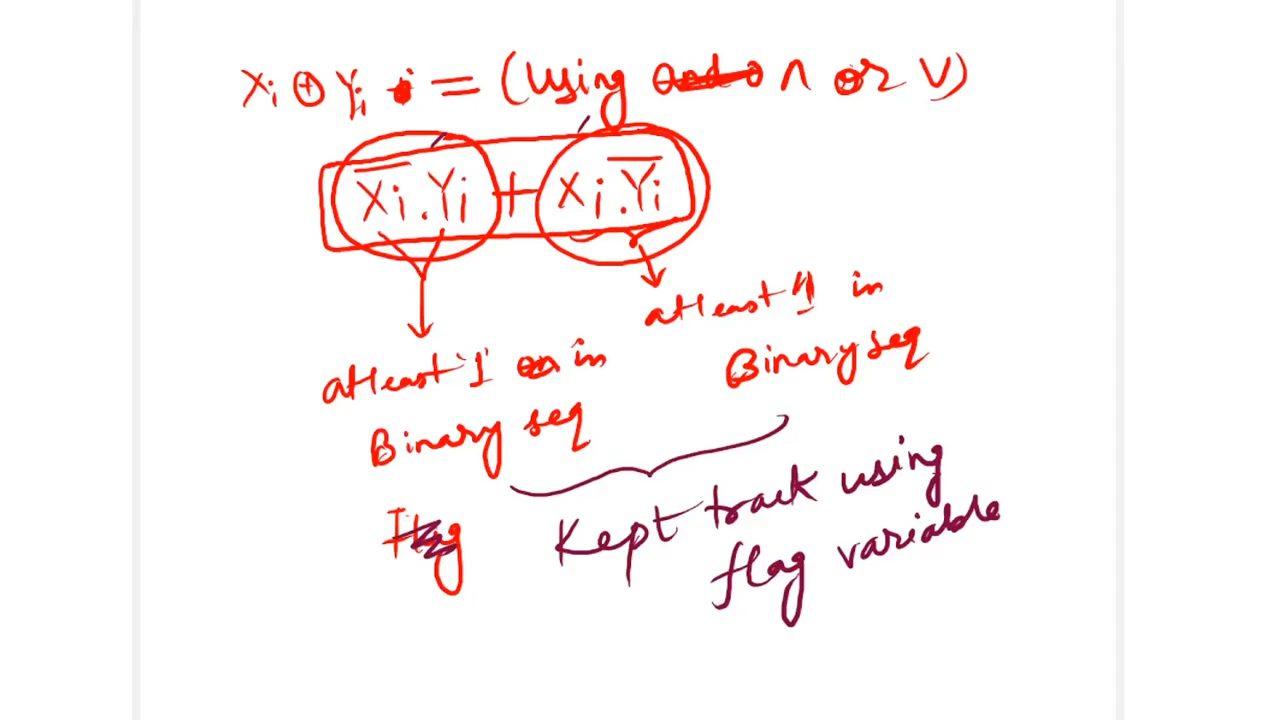 Xi ⊕ Yi = (Using ∧ or ∨)
X̅i̅.Yi + Xi.Y̅i̅
atleast '1' in
Binary seq
atleast '1' in
Binary seq
Kept track using
flag variable